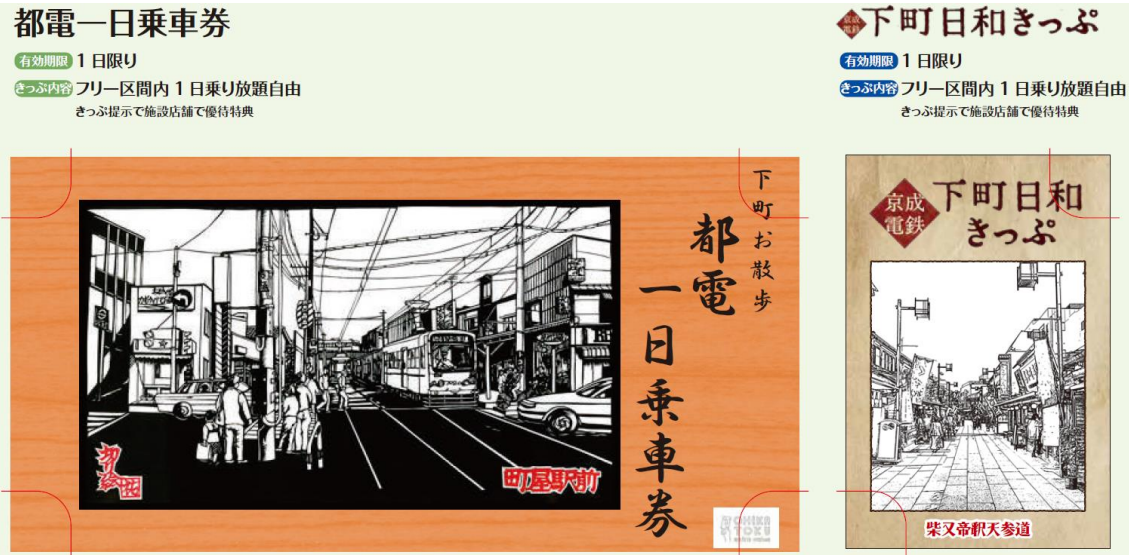 都電一日乗車券
有効期限 1日限り
きっぷ内容 フリー区間内1日乗り放題自由
きっぷ提示で施設店舗で優待特典
下町お散歩
都電一日乗車券
切り絵
町屋駅前
京成電鉄 下町日和きっぷ
有効期限 1日限り
きっぷ内容 フリー区間内1日乗り放題自由
きっぷ提示で施設店舗で優待特典
京成電鉄
下町日和
きっぷ
柴又帝釈天参道